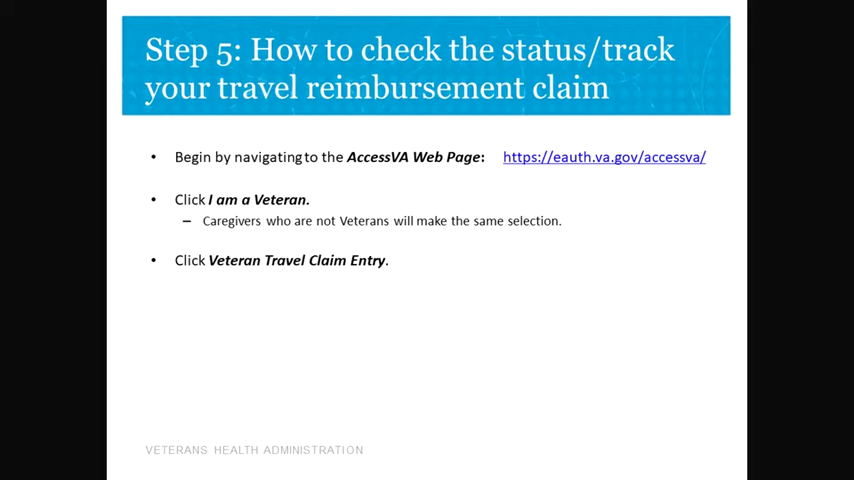 Step 5: How to check the status/track
your travel reimbursement claim
• Begin by navigating to the AccessVA Web Page: https://eauth.va.gov/accessva/
• Click I am a Veteran.
– Caregivers who are not Veterans will make the same selection.
• Click Veteran Travel Claim Entry.
VETERANS HEALTH ADMINISTRATION